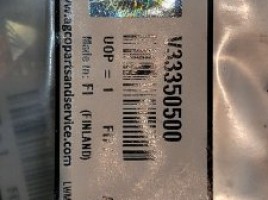 V33350500
UOP = 1
Made in: FI (FINLAND)
www.agcopartsandservice.com